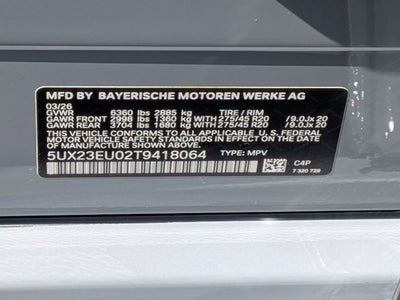 MFD BY BAYERISCHE MOTOREN WERKE AG
03/26
GVWR 6360 lbs 2885 kg TIRE / RIM
GAWR FRONT 2998 lbs 1360 kg WITH 275/45 R20 /9.0Jx 20
GAWR REAR 3704 lbs 1680 kg WITH 275/45 R20 /9.0Jx 20
THIS VEHICLE CONFORMS TO ALL APPLICABLE U.S. FEDERAL
MOTOR VEHICLE SAFETY STANDARDS IN EFFECT ON
THE DATE OF MANUFACTURE SHOWN ABOVE.
5UX23EU02T9418064 TYPE: MPV
C4P
7 320 729